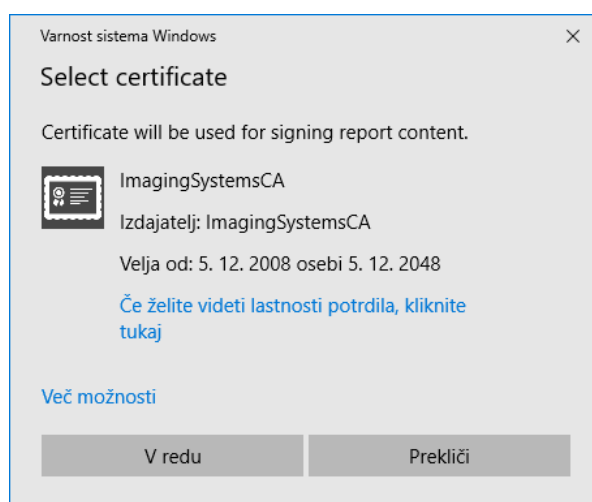 Varnost sistema Windows
Select certificate
Certificate will be used for signing report content.
ImagingSystemsCA
Izdajatelj: ImagingSystemsCA
Velja od: 5. 12. 2008 osebi 5. 12. 2048
Če želite videti lastnosti potrdila, kliknite
tukaj
Več možnosti
V redu
Prekliči